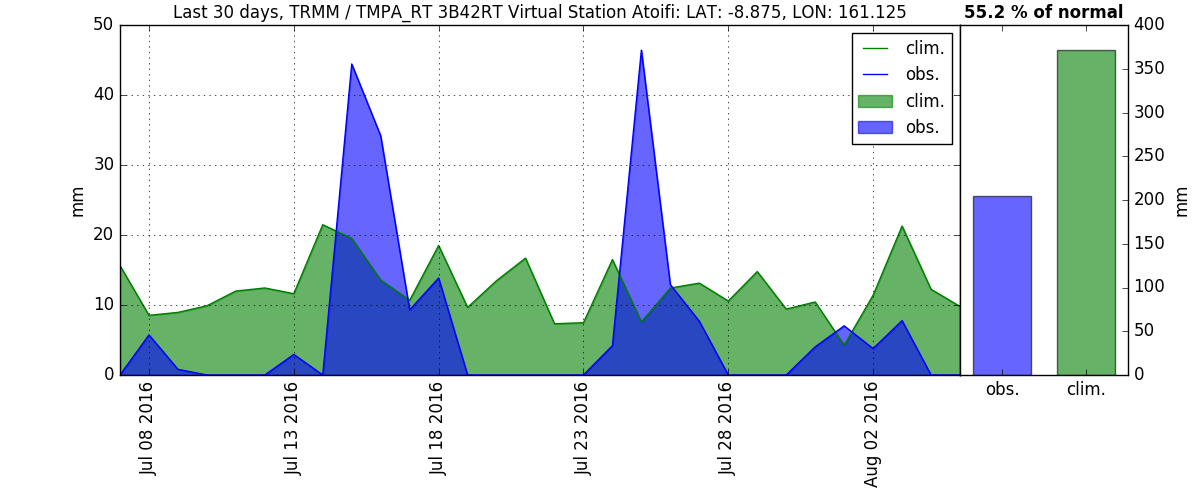 Last 30 days, TRMM / TMPA_RT 3B42RT Virtual Station Atoifi: LAT: -8.875, LON: 161.125
55.2 % of normal
50
40
30
20
10
0
mm
clim.
obs.
clim.
obs.
Jul 08 2016
Jul 13 2016
Jul 18 2016
Jul 23 2016
Jul 28 2016
Aug 02 2016
400
350
300
250
200
150
100
50
0
mm
obs.
clim.